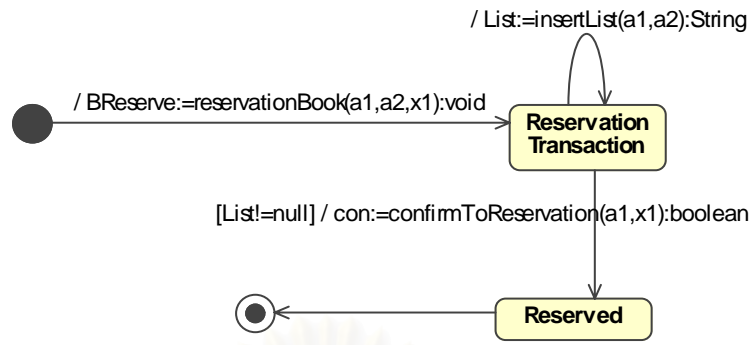 / List:=insertList(a1,a2):String
/ BReserve:=reservationBook(a1,a2,x1):void
Reservation
Transaction
[List!=null] / con:=confirmToReservation(a1,x1):boolean
Reserved